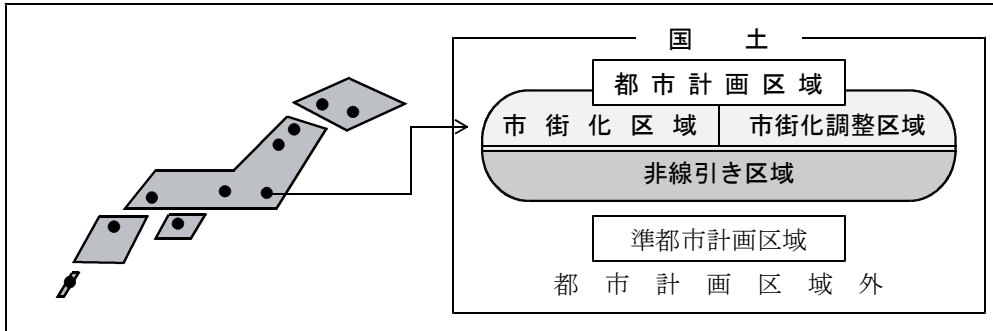 国 土
都市計画区域
市街化区域 市街化調整区域
非線引き区域
準都市計画区域
都市計画区域外